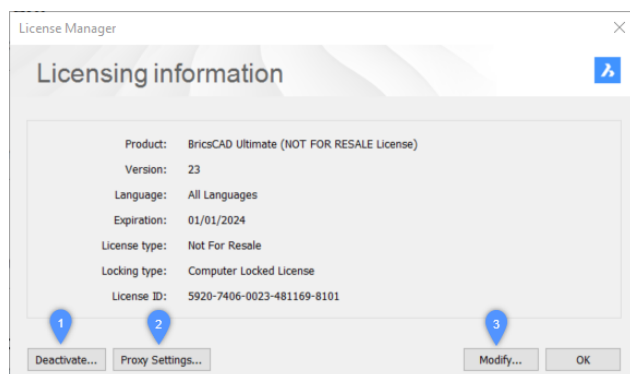 License Manager
Licensing information
Product: BricsCAD Ultimate (NOT FOR RESALE License)
Version: 23
Language: All Languages
Expiration: 01/01/2024
License type: Not For Resale
Locking type: Computer Locked License
License ID: 5920-7406-0023-481169-8101
1 2 3
Deactivate... Proxy Settings... Modify... OK